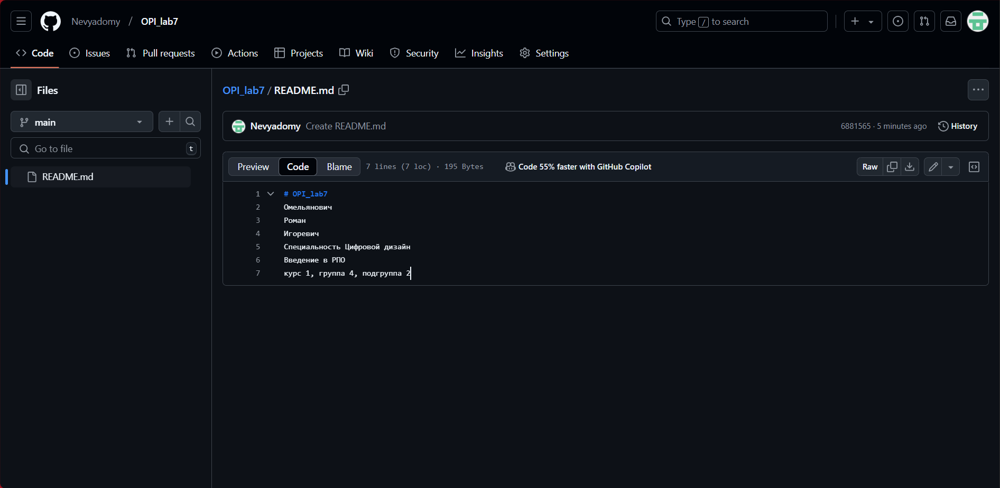 Nevyadomy / OPI_lab7
Type / to search
Code Issues Pull requests Actions Projects Wiki Security Insights Settings
Files
main
Go to file t
README.md
OPI_lab7 / README.md
Nevyadomy Create README.md
6881565 · 5 minutes ago History
Preview Code Blame 7 lines (7 loc) · 195 Bytes Code 55% faster with GitHub Copilot Raw
1 # OPI_lab7
2 Омельянович
3 Роман
4 Игоревич
5 Специальность Цифровой дизайн
6 Введение в РПО
7 курс 1, группа 4, подгруппа 2